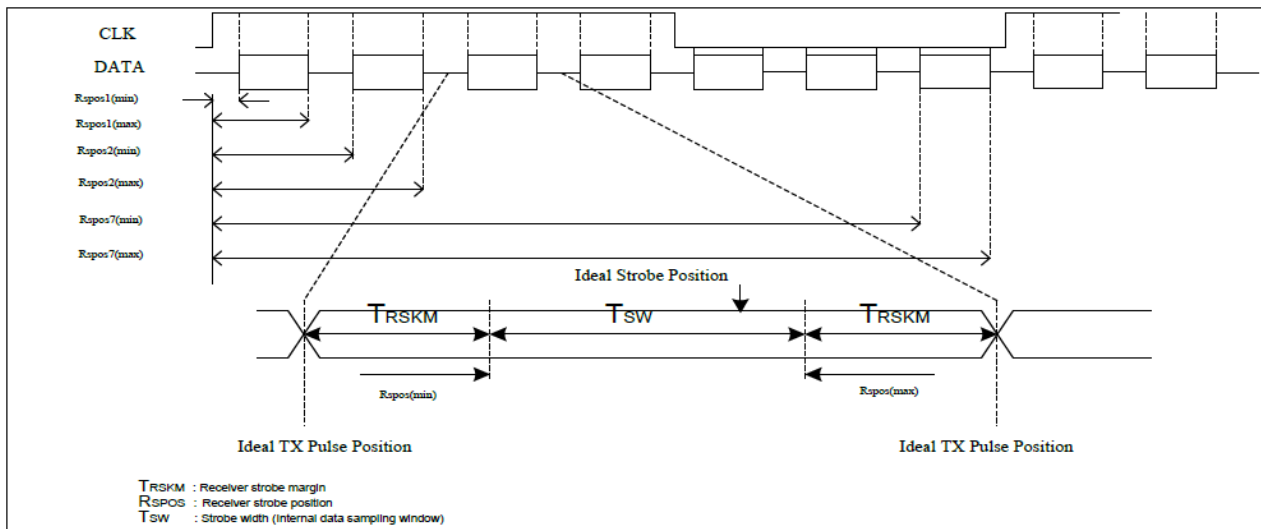 CLK
DATA
Rspos1(min)
Rspos1(max)
Rspos2(min)
Rspos2(max)
Rspos7(min)
Rspos7(max)
Ideal Strobe Position
TRSKM TSW TRSKM
Rspos(min) Rspos(max)
Ideal TX Pulse Position Ideal TX Pulse Position
TRSKM : Receiver strobe margin
RSPOS : Receiver strobe position
TSW : Strobe width (Internal data sampling window)